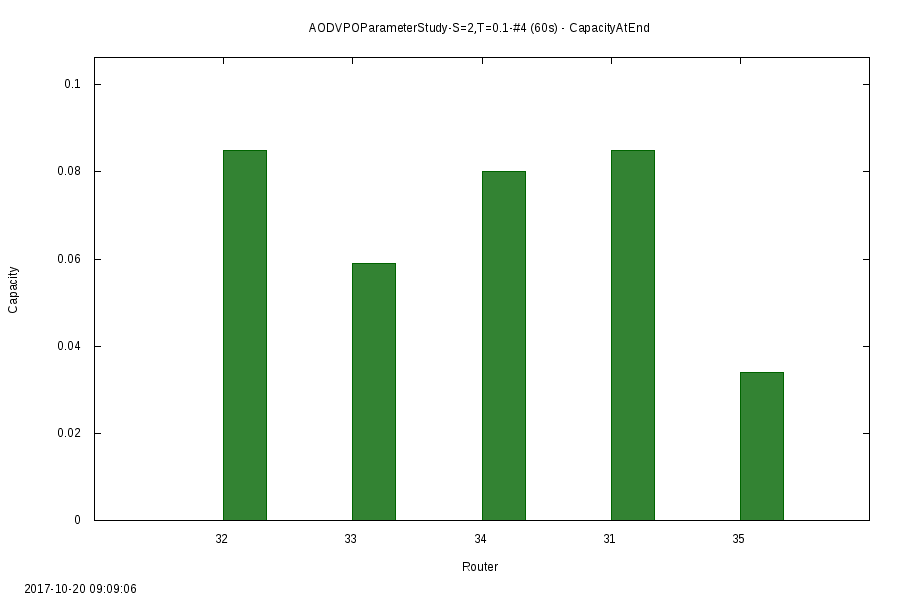 AODVPOParameterStudy-S=2,T=0.1-#4 (60s) - CapacityAtEnd
0.1
0.08
0.06
0.04
0.02
0
Capacity
32 33 34 31 35
Router
2017-10-20 09:09:06